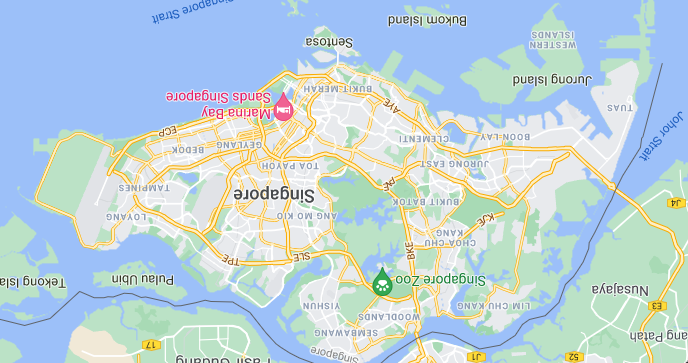 Pasir Gudang
17
J2
J1
Gelang Patah
Singapore
SEMBAWANG
YISHUN
WOODLANDS
E3
Nusajaya
LIM CHU KANG
Singapore Zoo
Pulau Ubin
Tekong Island
SLE
TPE
BKE
CHOA CHU
KANG
KJE
J4
LOYANG
ANG MO KIO
BUKIT BATOK
TAMPINES
Singapore
PIE
BEDOK
GEYLANG
TOA PAYOH
JURONG EAST
ECP
CLEMENTI
BOON LAY
Johor Strait
Marina Bay
Sands Singapore
AYE
TUAS
BUKIT MERAH
Jurong Island
Sentosa
WESTERN
ISLANDS
Bukom Island
Singapore Strait